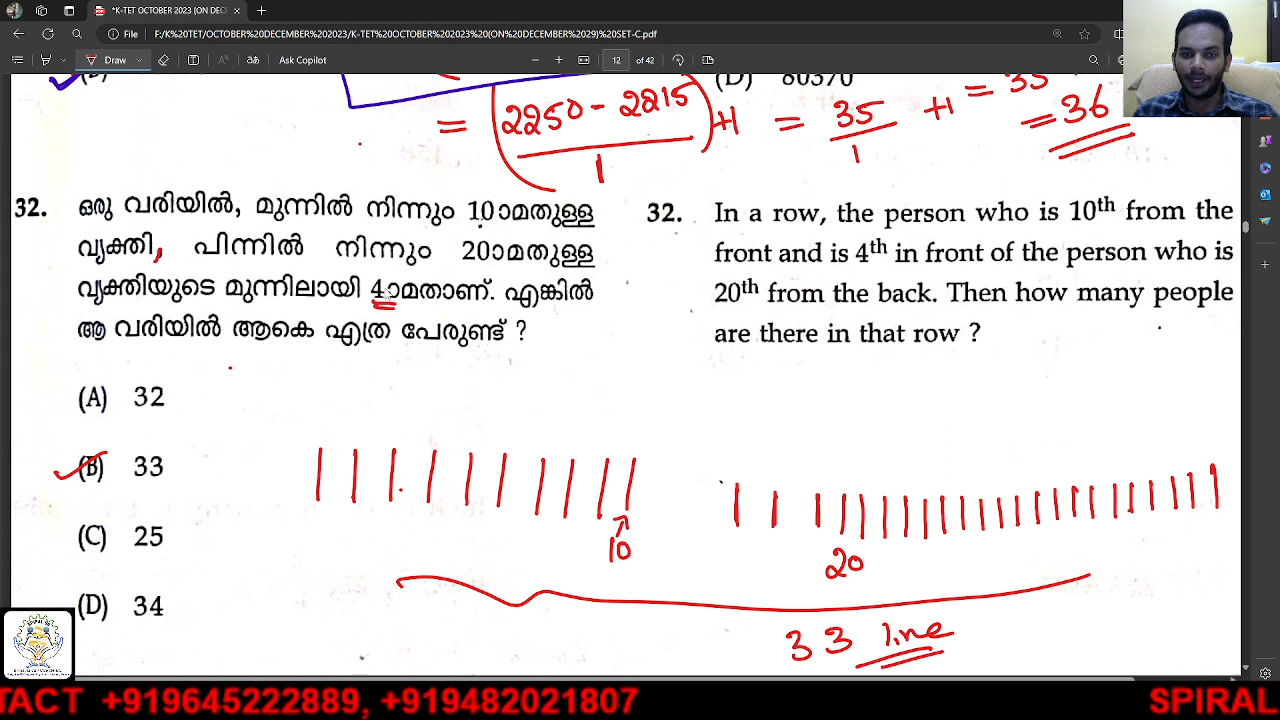 *K-TET OCTOBER 2023 (ON DEC
File F:/K%20TET/OCTOBER%20DECEMBER%202023/K-TET%20OCTOBER%202023%20(ON%20DECEMBER%2029)%20SET-C.pdf
Draw Ask Copilot 12 of 42
(D) 80370
= (2250 - 2215 / 1) +1 = 35 / 1 +1 = 35
= 36
32. ഒരു വരിയിൽ, മുന്നിൽ നിന്നും 10ാമതുള്ള
വ്യക്തി, പിന്നിൽ നിന്നും 20ാമതുള്ള
വ്യക്തിയുടെ മുന്നിലായി 4ാമതാണ്. എങ്കിൽ
ആ വരിയിൽ ആകെ എത്ര പേരുണ്ട് ?
(A) 32
(B) 33
(C) 25
(D) 34
32. In a row, the person who is 10th from the
front and is 4th in front of the person who is
20th from the back. Then how many people
are there in that row ?
10
20
33 line
TACT +919645222889, +919482021807 SPIRAL